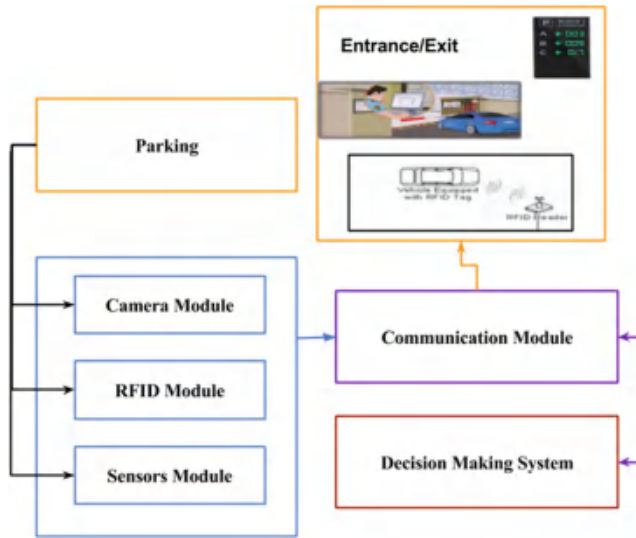 Entrance/Exit
P
A
B
C
Parking
Vehicle Equipped
with RFID Tag
RFID Reader
Camera Module
RFID Module
Sensors Module
Communication Module
Decision Making System